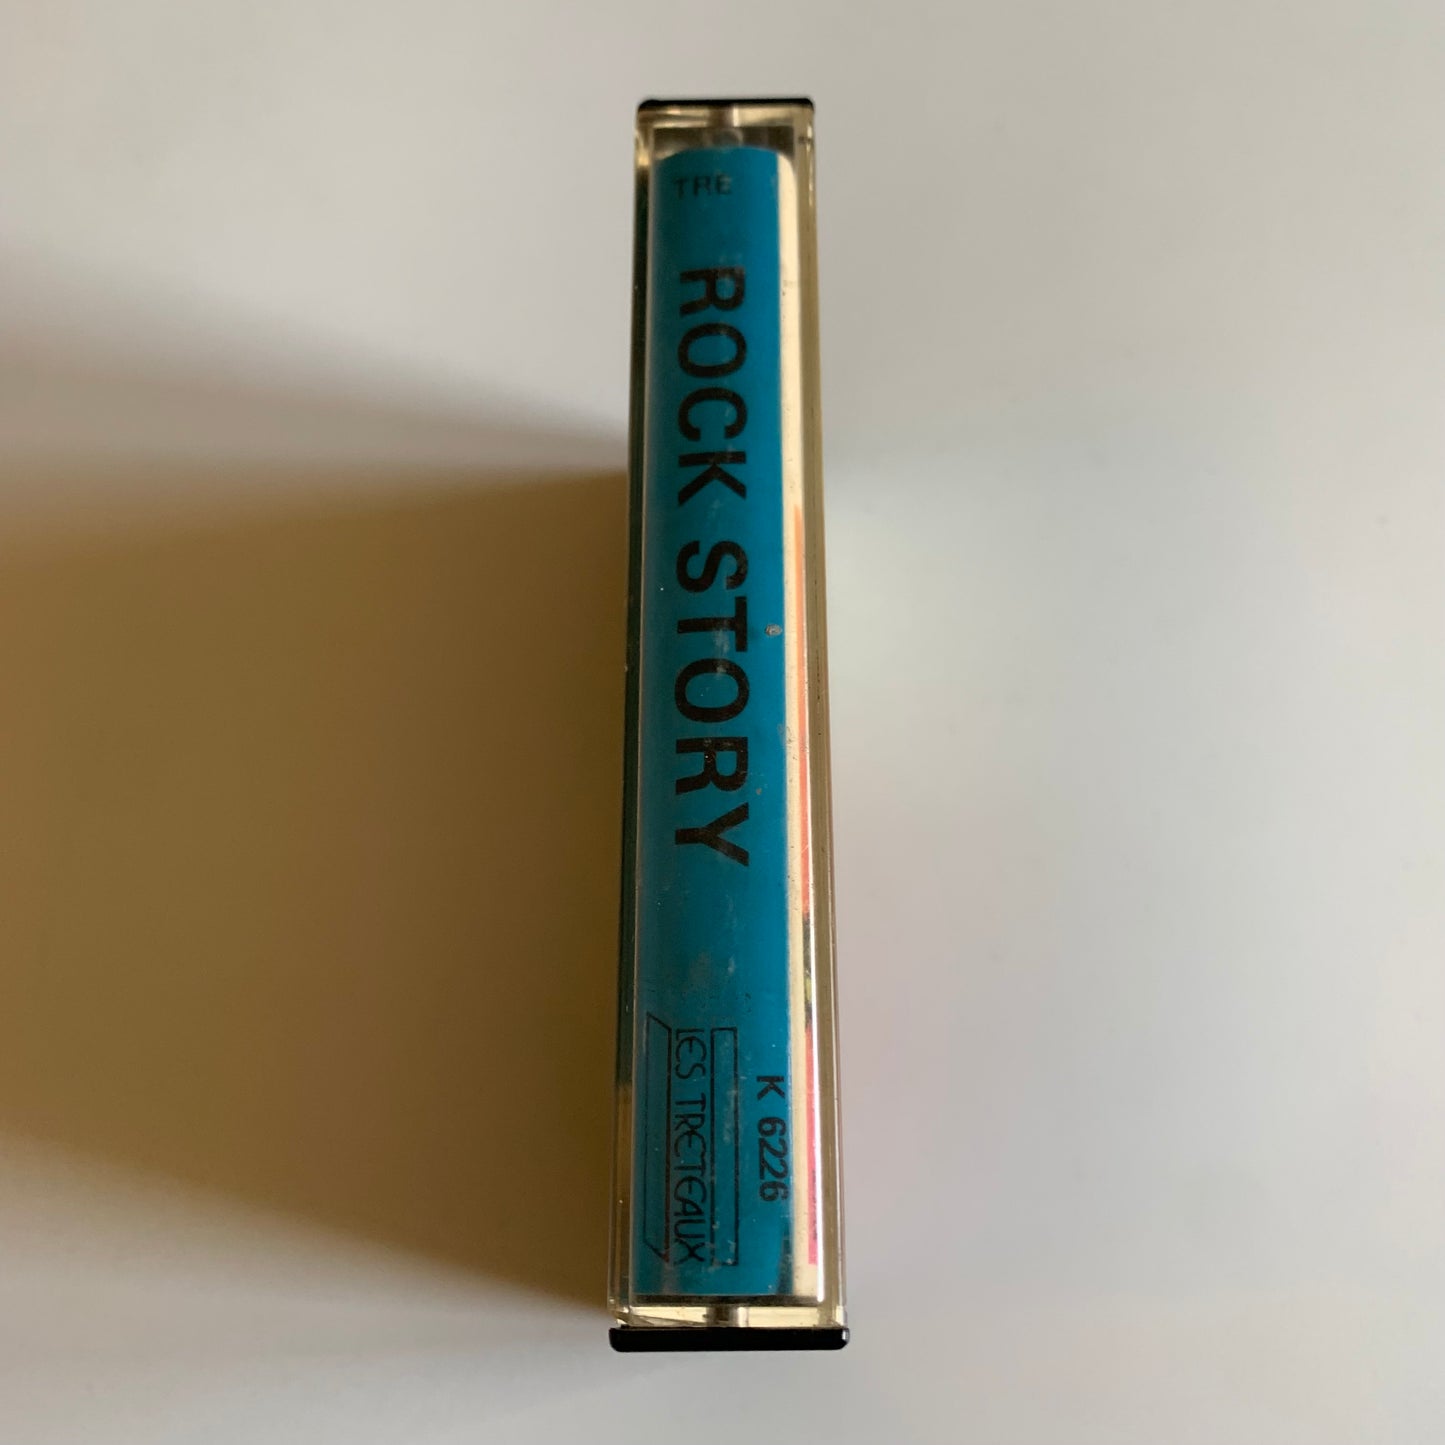 TRE
ROCK STORY
K 6226
LES TRETEAUX